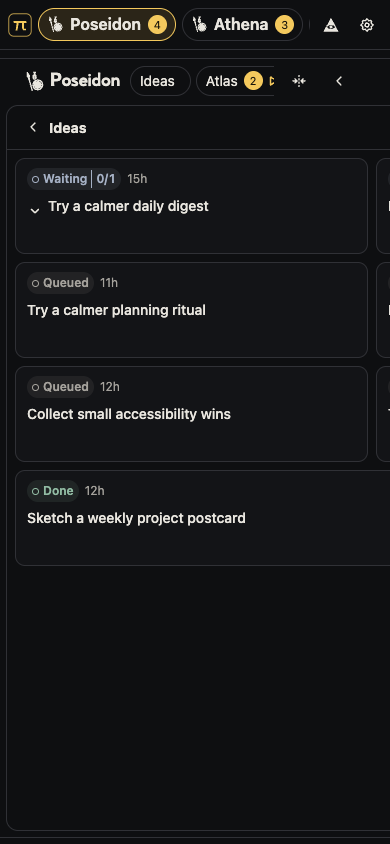 π Poseidon 4 Athena 3
Poseidon Ideas Atlas 2
Ideas
Waiting 0/1 15h
Try a calmer daily digest
Queued 11h
Try a calmer planning ritual
Queued 12h
Collect small accessibility wins
Done 12h
Sketch a weekly project postcard